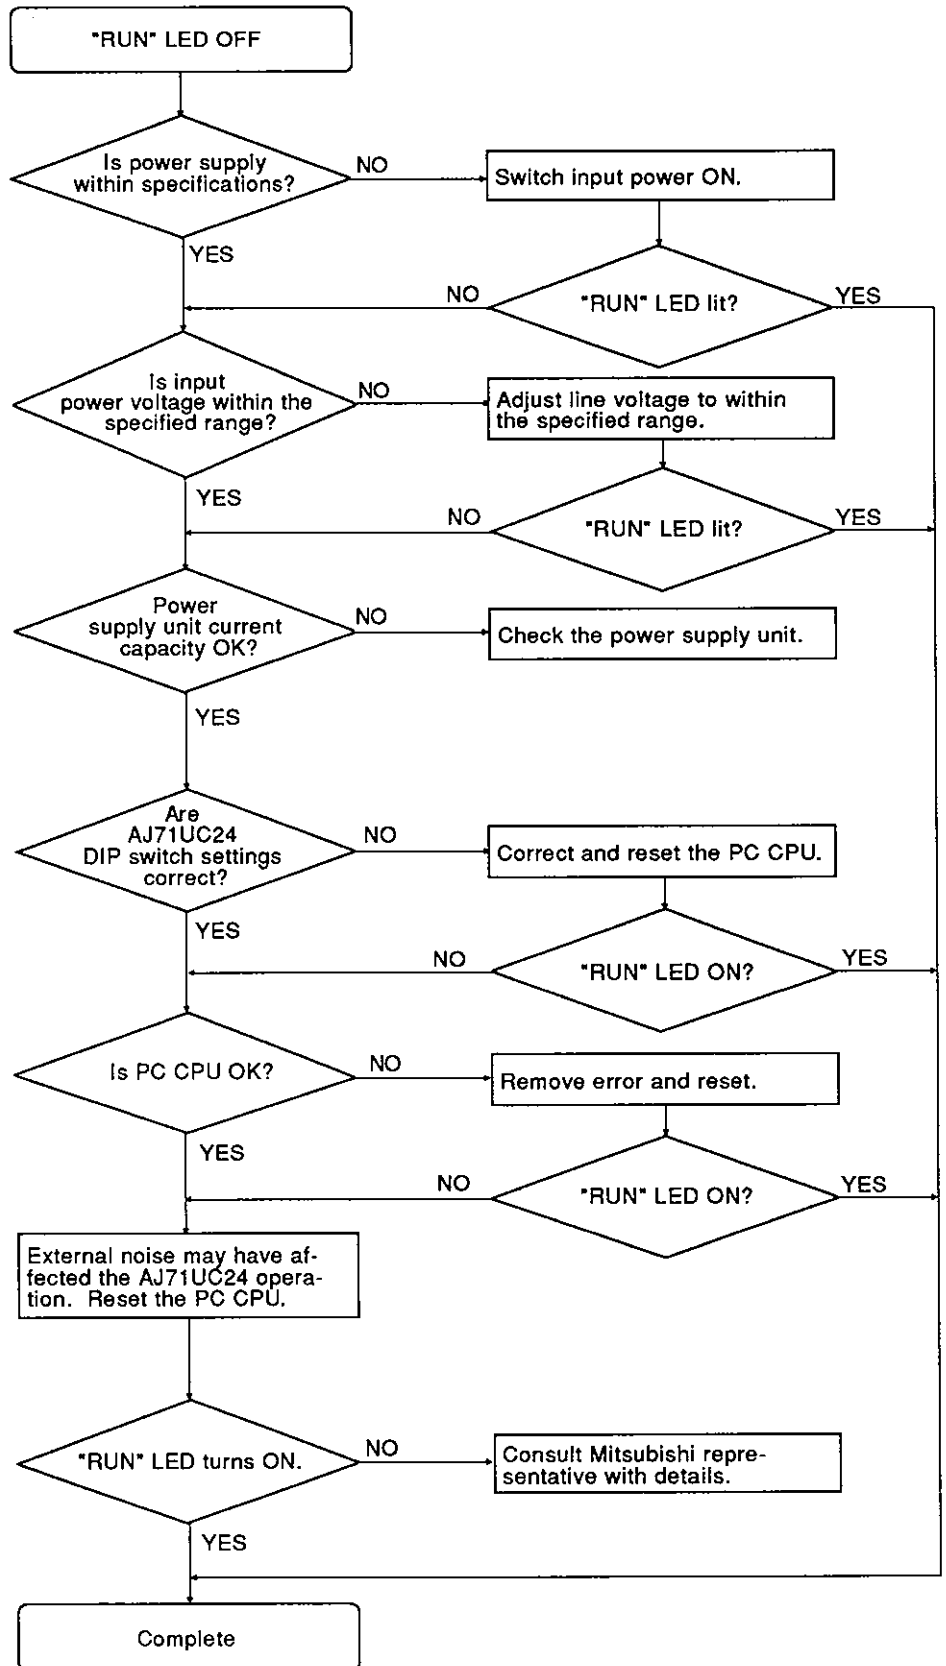 "RUN" LED OFF
Is power supply
within specifications?
NO
Switch input power ON.
YES
"RUN" LED lit?
NO
YES
Is input
power voltage within the
specified range?
NO
Adjust line voltage to within
the specified range.
YES
"RUN" LED lit?
NO
YES
Power
supply unit current
capacity OK?
NO
Check the power supply unit.
YES
Are
AJ71UC24
DIP switch settings
correct?
NO
Correct and reset the PC CPU.
YES
"RUN" LED ON?
NO
YES
Is PC CPU OK?
NO
Remove error and reset.
YES
"RUN" LED ON?
NO
YES
External noise may have af-
fected the AJ71UC24 opera-
tion. Reset the PC CPU.
"RUN" LED turns ON.
NO
Consult Mitsubishi repre-
sentative with details.
YES
Complete